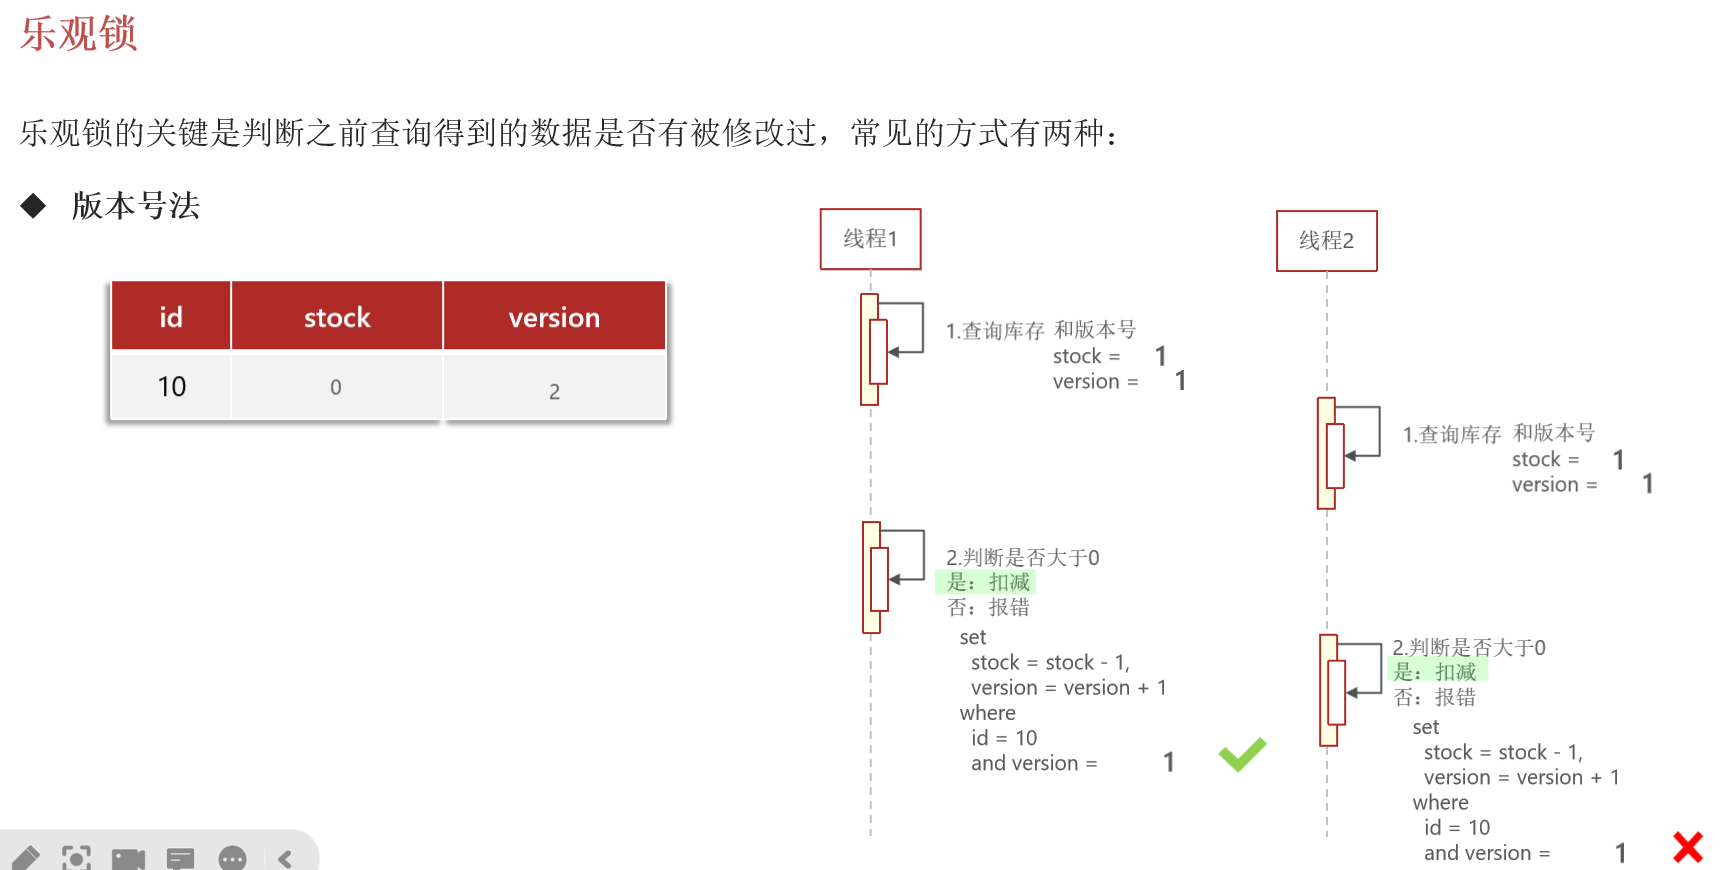 乐观锁
乐观锁的关键是判断之前查询得到的数据是否有被修改过，常见的方式有两种：
◆ 版本号法
id stock version
10 0 2
线程1
1.查询库存 和版本号
stock = 1
version = 1
2.判断是否大于0
是：扣减
否：报错
set
stock = stock - 1,
version = version + 1
where
id = 10
and version = 1
线程2
1.查询库存 和版本号
stock = 1
version = 1
2.判断是否大于0
是：扣减
否：报错
set
stock = stock - 1,
version = version + 1
where
id = 10
and version = 1